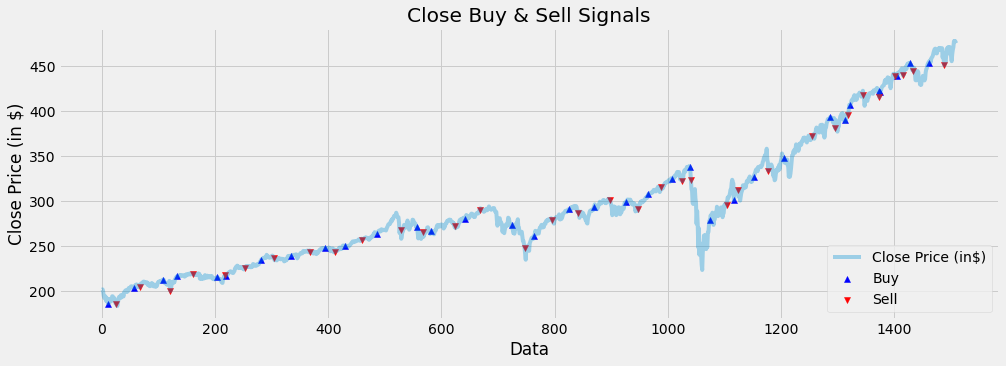 Close Buy & Sell Signals
Close Price (in $)
450
400
350
300
250
200
0 200 400 600 800 1000 1200 1400
Data
Close Price (in$)
Buy
Sell